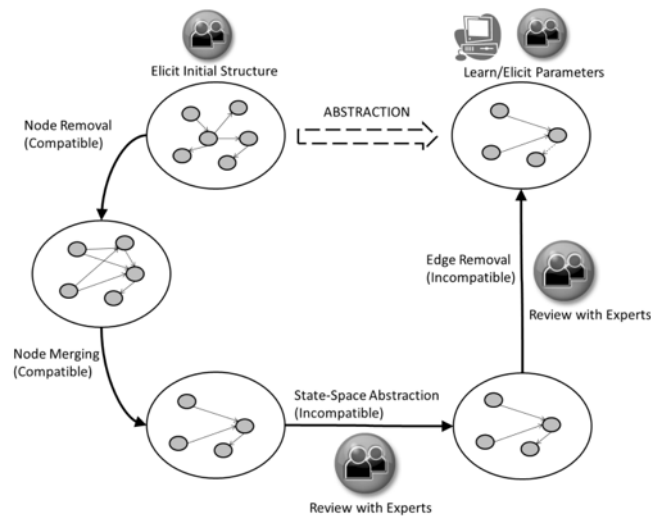 Elicit Initial Structure
Learn/Elicit Parameters
Node Removal
(Compatible)
ABSTRACTION
Edge Removal
(Incompatible)
Review with Experts
Node Merging
(Compatible)
State-Space Abstraction
(Incompatible)
Review with Experts